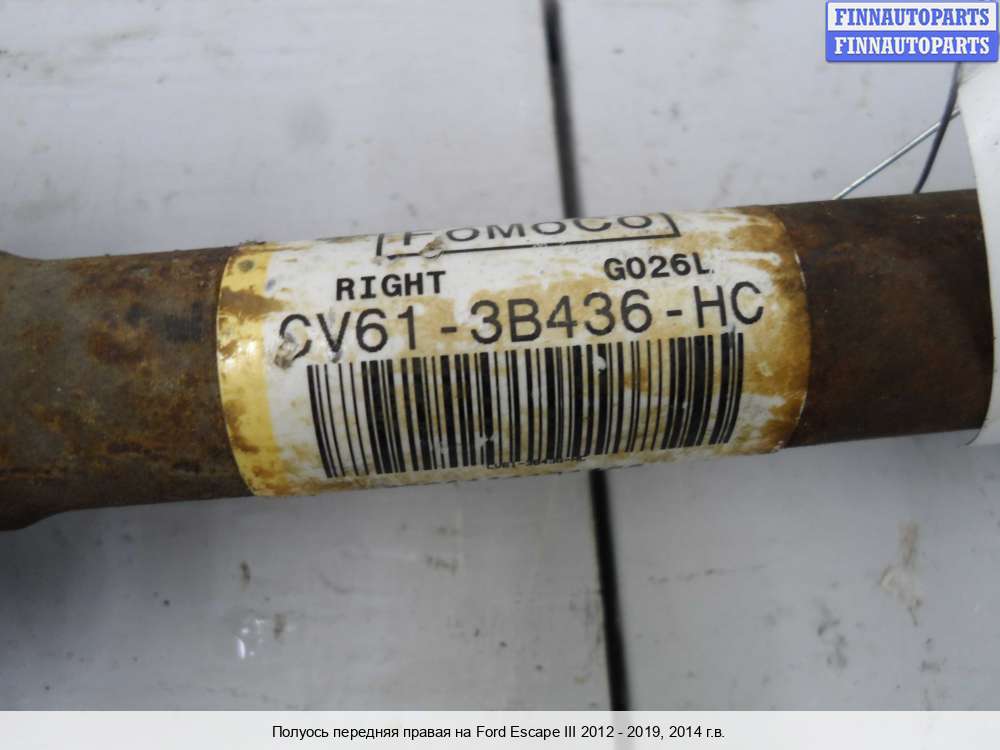 FINNAUTOPARTS
FINNAUTOPARTS
FOMOCO
RIGHT G026L
CV61-3B436-HC
Полуось передняя правая на Ford Escape III 2012 - 2019, 2014 г.в.